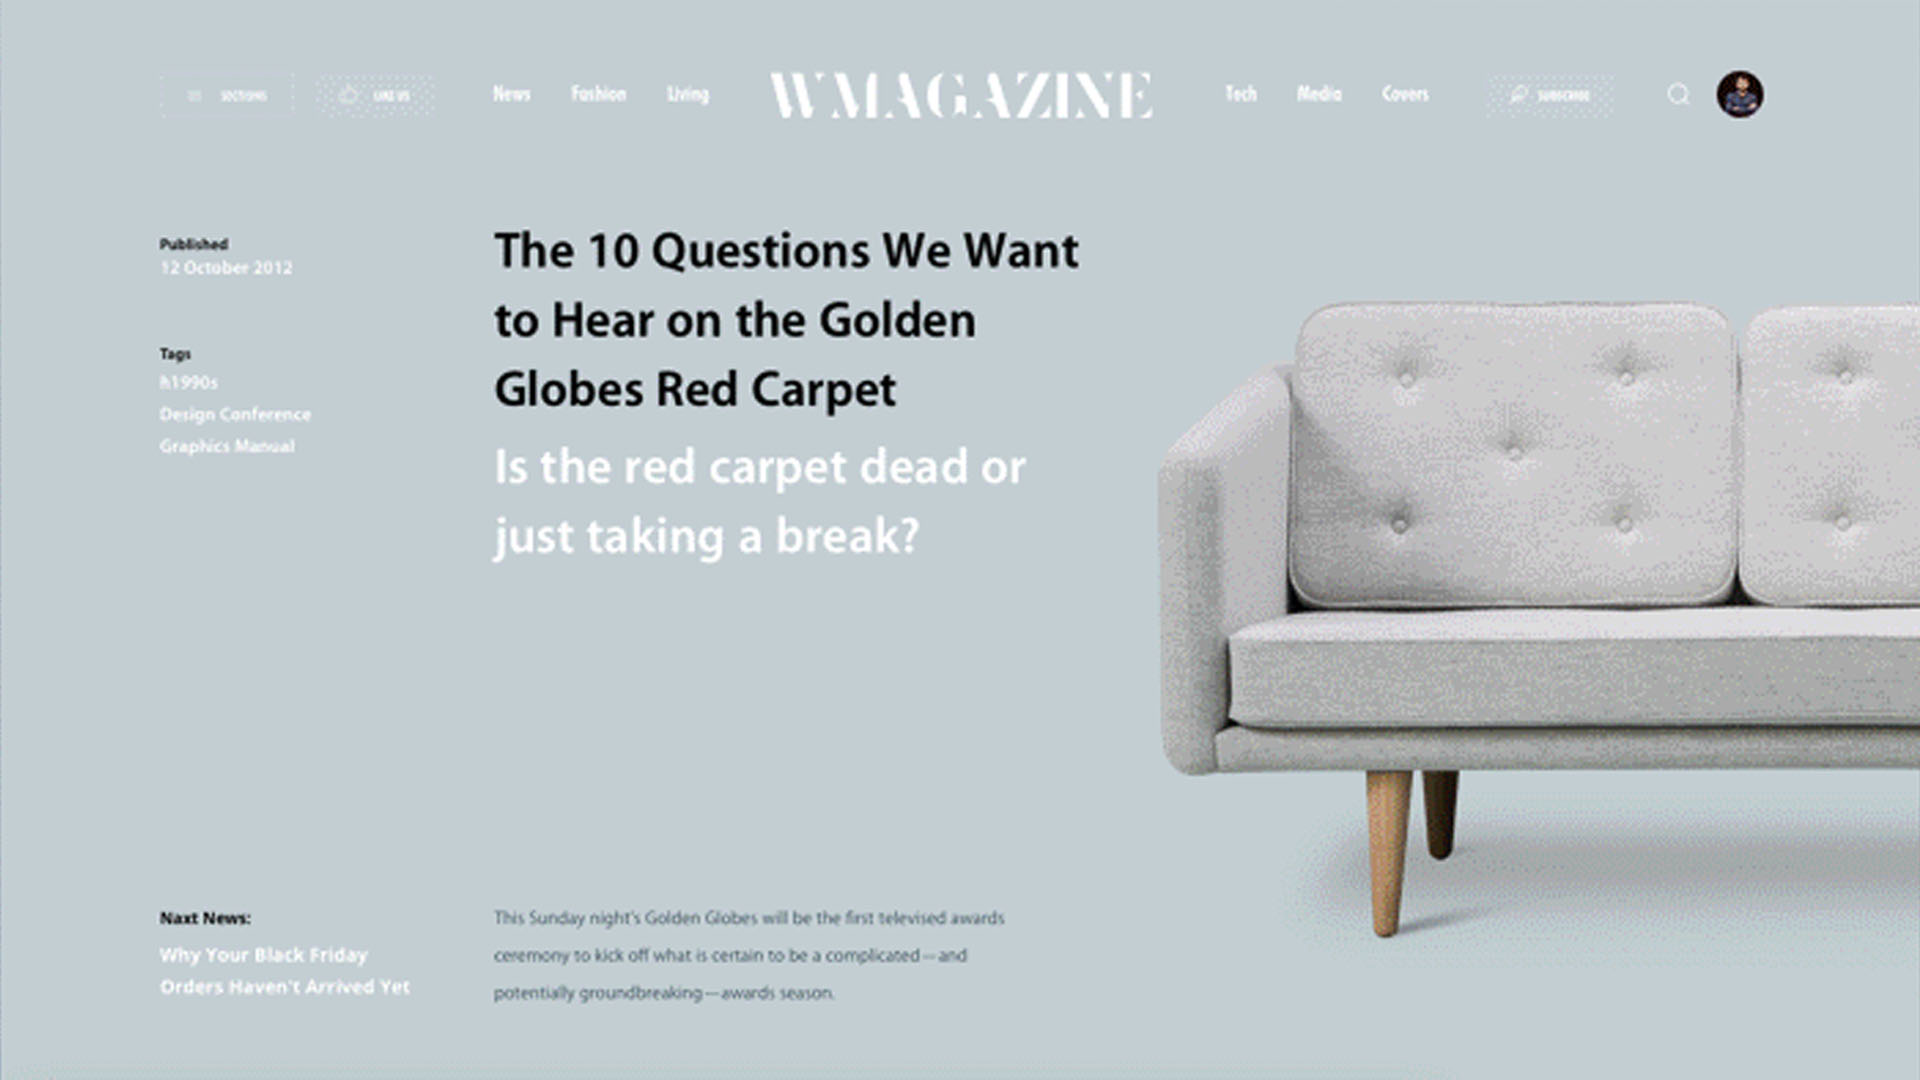 SECTIONS
LIKE US
News
Fashion
Living
WMAGAZINE
Tech
Media
Covers
SUBSCRIBE
Published
12 October 2012
Tags
h1990s
Design Conference
Graphics Manual
The 10 Questions We Want
to Hear on the Golden
Globes Red Carpet
Is the red carpet dead or
just taking a break?
Naxt News:
Why Your Black Friday
Orders Haven't Arrived Yet
This Sunday night's Golden Globes will be the first televised awards
ceremony to kick off what is certain to be a complicated—and
potentially groundbreaking—awards season.